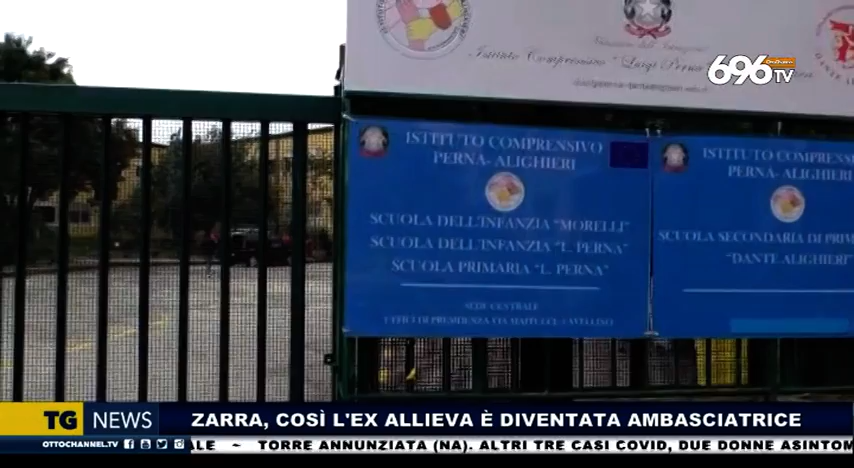 Istituto Comprensivo "Luigi Perna
696
TV
ISTITUTO COMPRENSIVO
PERNA-ALIGHIERI
SCUOLA DELL'INFANZIA "MORELLI"
SCUOLA DELL'INFANZIA "L. PERNA"
SCUOLA PRIMARIA "L. PERNA"
SEDE CENTRALE
ISTITUTO COMPRENSIV
PERNA-ALIGHIERI
SCUOLA SECONDARIA DI PRIM
"DANTE ALIGHIERI"
TG NEWS
ZARRA, COSÌ L'EX ALLIEVA È DIVENTATA AMBASCIATRICE
OTTOCHANNEL.TV
ALE ~ TORRE ANNUNZIATA (NA). ALTRI TRE CASI COVID, DUE DONNE ASINTOM